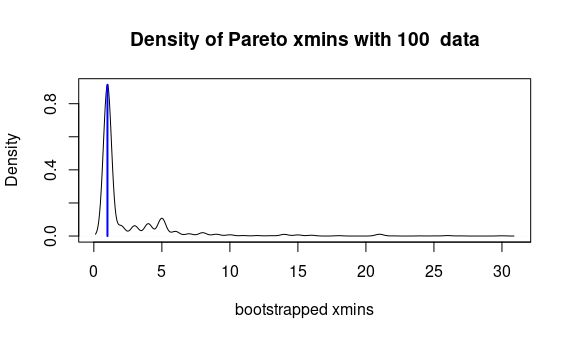 Density of Pareto xmins with 100 data
Density
0.8
0.4
0.0
0 5 10 15 20 25 30
bootstrapped xmins